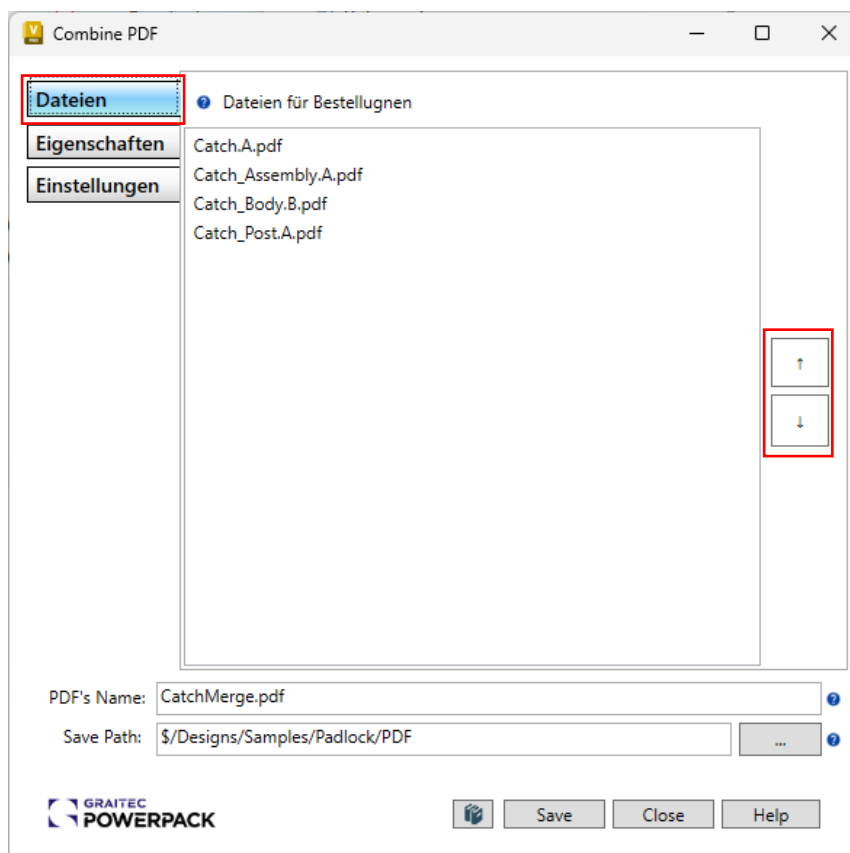 Combine PDF
Dateien
Eigenschaften
Einstellungen
Dateien für Bestellugnen
Catch.A.pdf
Catch_Assembly.A.pdf
Catch_Body.B.pdf
Catch_Post.A.pdf
↑
↓
PDF's Name: CatchMerge.pdf
Save Path: $/Designs/Samples/Padlock/PDF ...
GRAITEC
POWERPACK
Save Close Help